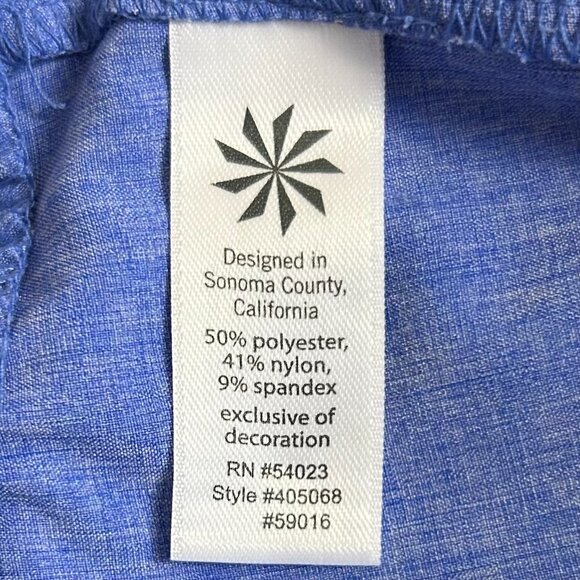 Designed in
Sonoma County,
California
50% polyester,
41% nylon,
9% spandex
exclusive of
decoration
RN #54023
Style #405068
#59016